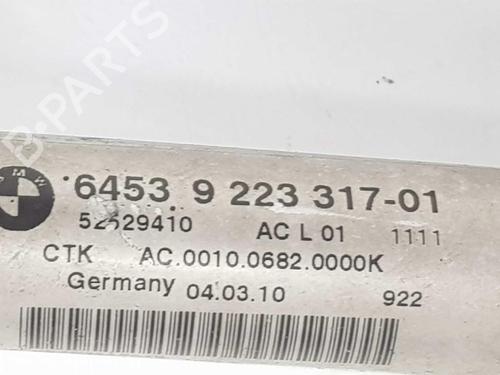 B-PARTS
BMW
6453 9 223 317-01
52529410 AC L 01 1111
CTK AC.0010.0682.0000K
Germany 04.03.10 922